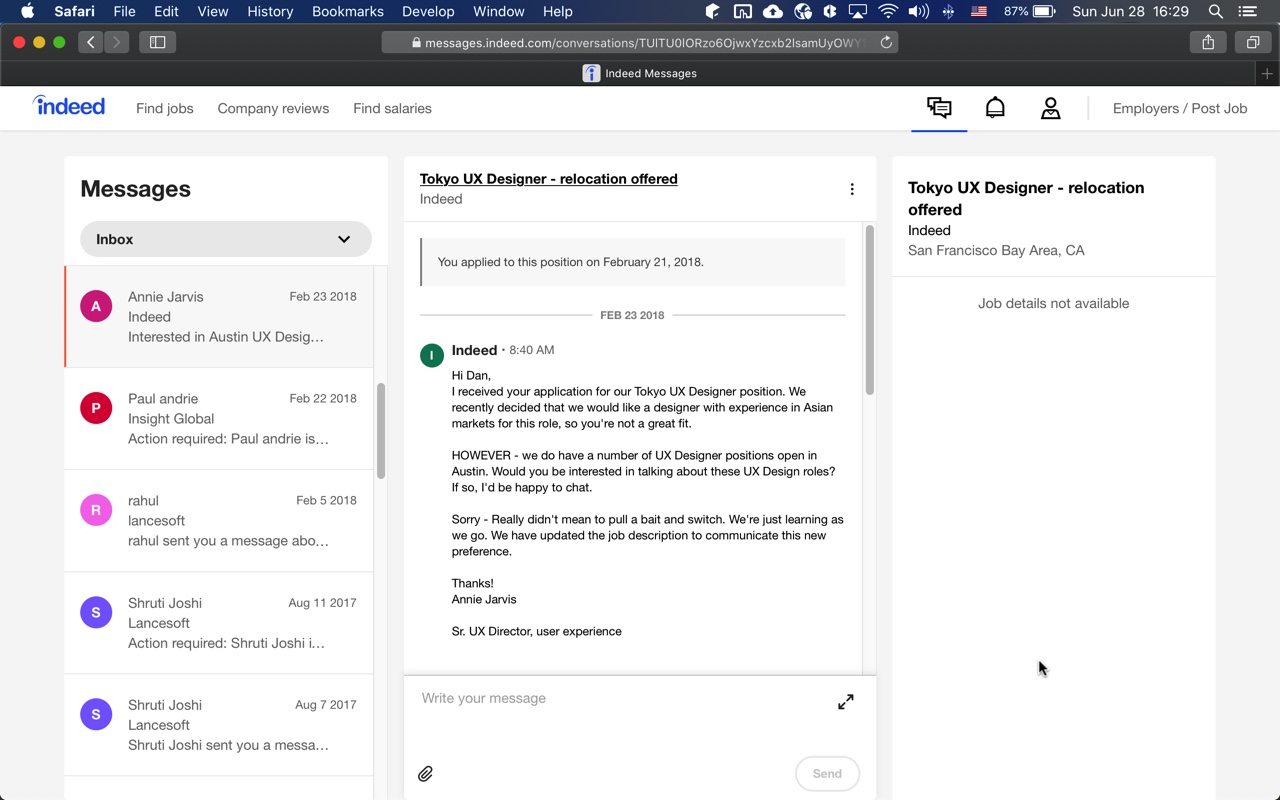 Safari File Edit View History Bookmarks Develop Window Help 87% Sun Jun 28 16:29
messages.indeed.com/conversations/TUlTU0lORzo6OjwxYzcxb2lsamUyOWY
Indeed Messages
indeed Find jobs Company reviews Find salaries Employers / Post Job
Messages
Inbox
A
Annie Jarvis Feb 23 2018
Indeed
Interested in Austin UX Desig…
P
Paul andrie Feb 22 2018
Insight Global
Action required: Paul andrie is…
R
rahul Feb 5 2018
lancesoft
rahul sent you a message abo…
S
Shruti Joshi Aug 11 2017
Lancesoft
Action required: Shruti Joshi i…
S
Shruti Joshi Aug 7 2017
Lancesoft
Shruti Joshi sent you a messa…
Tokyo UX Designer - relocation offered
Indeed
You applied to this position on February 21, 2018.
FEB 23 2018
I
Indeed · 8:40 AM
Hi Dan,
I received your application for our Tokyo UX Designer position. We
recently decided that we would like a designer with experience in Asian
markets for this role, so you're not a great fit.
HOWEVER - we do have a number of UX Designer positions open in
Austin. Would you be interested in talking about these UX Design roles?
If so, I'd be happy to chat.
Sorry - Really didn't mean to pull a bait and switch. We're just learning as
we go. We have updated the job description to communicate this new
preference.
Thanks!
Annie Jarvis
Sr. UX Director, user experience
Write your message
Send
Tokyo UX Designer - relocation
offered
Indeed
San Francisco Bay Area, CA
Job details not available